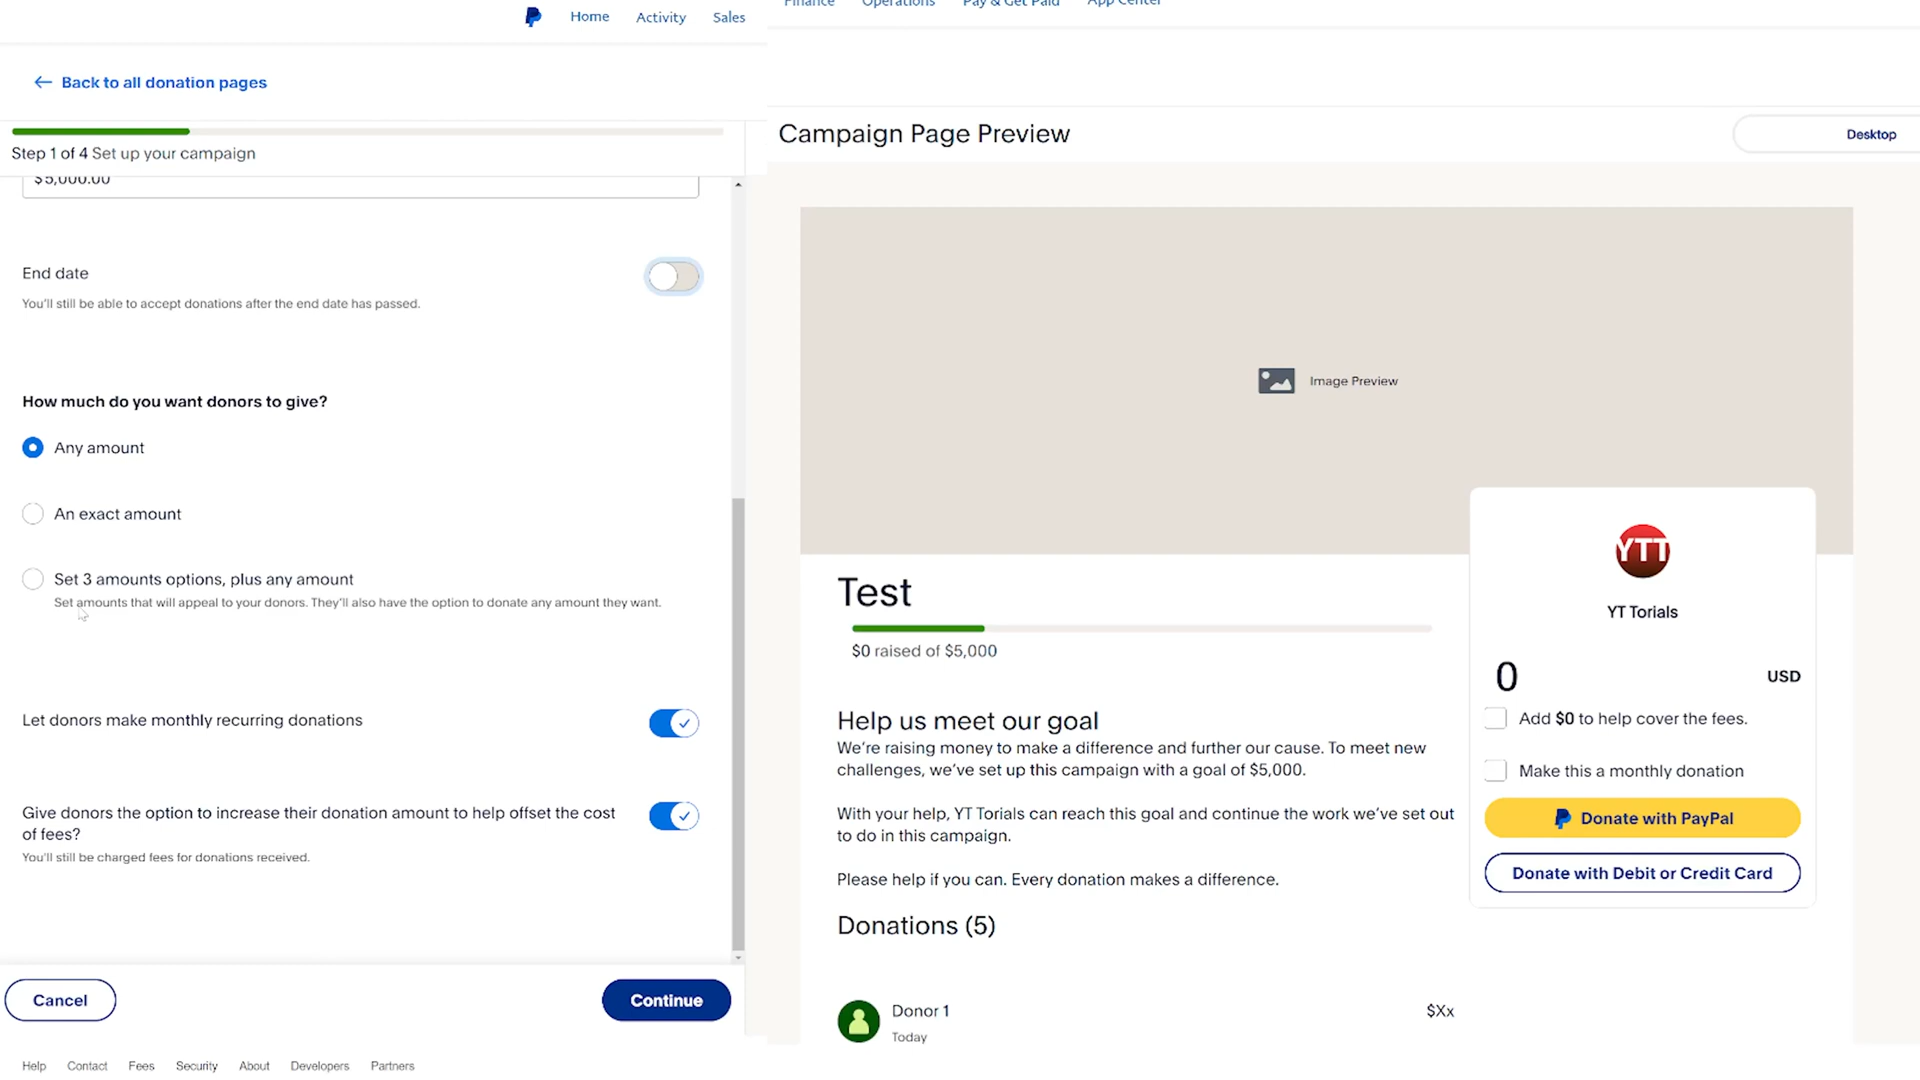 Home Activity Sales
Finance Operations Pay & Get Paid App Center
← Back to all donation pages
Step 1 of 4 Set up your campaign
$5,000.00
End date
You'll still be able to accept donations after the end date has passed.
How much do you want donors to give?
Any amount
An exact amount
Set 3 amounts options, plus any amount
Set amounts that will appeal to your donors. They'll also have the option to donate any amount they want.
Let donors make monthly recurring donations
Give donors the option to increase their donation amount to help offset the cost
of fees?
You'll still be charged fees for donations received.
Cancel
Continue
Help Contact Fees Security About Developers Partners
Campaign Page Preview
Desktop
Image Preview
Test
$0 raised of $5,000
Help us meet our goal
We're raising money to make a difference and further our cause. To meet new
challenges, we've set up this campaign with a goal of $5,000.
With your help, YT Torials can reach this goal and continue the work we've set out
to do in this campaign.
Please help if you can. Every donation makes a difference.
Donations (5)
Donor 1 $Xx
Today
YTT
YT Torials
0 USD
Add $0 to help cover the fees.
Make this a monthly donation
Donate with PayPal
Donate with Debit or Credit Card